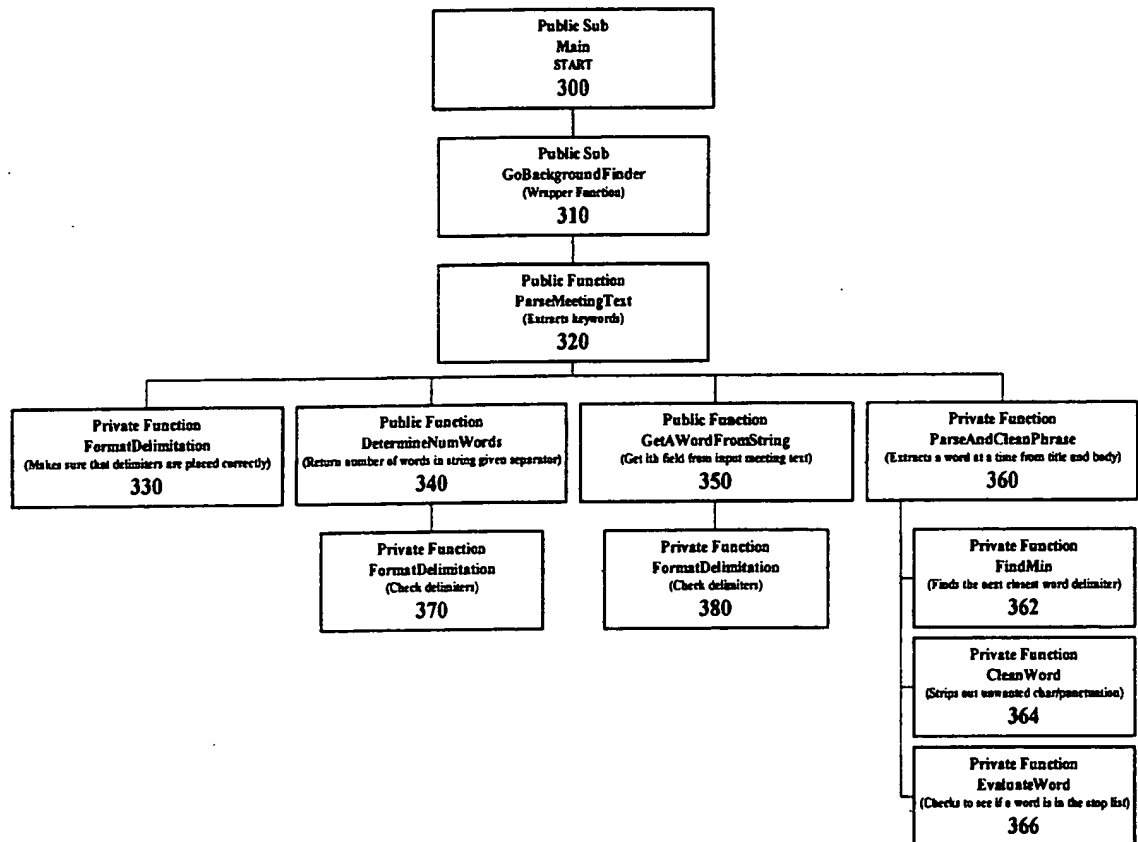 Public Sub
Main
START
300
Public Sub
GoBackgroundFinder
(Wrapper Function)
310
Public Function
ParseMeetingText
(Extracts keywords)
320
Private Function
FormatDelimitation
(Makes sure that delimiters are placed correctly)
330
Public Function
DetermineNumWords
(Return number of words in string given separator)
340
Public Function
GetAWordFromString
(Get ith field from input meeting text)
350
Private Function
ParseAndCleanPhrase
(Extracts a word at a time from title and body)
360
Private Function
FormatDelimitation
(Check delimiters)
370
Private Function
FormatDelimitation
(Check delimiters)
380
Private Function
FindMin
(Finds the next closest word delimiter)
362
Private Function
CleanWord
(Strips out unwanted char/punctuation)
364
Private Function
EvaluateWord
(Checks to see if a word is in the stop list)
366